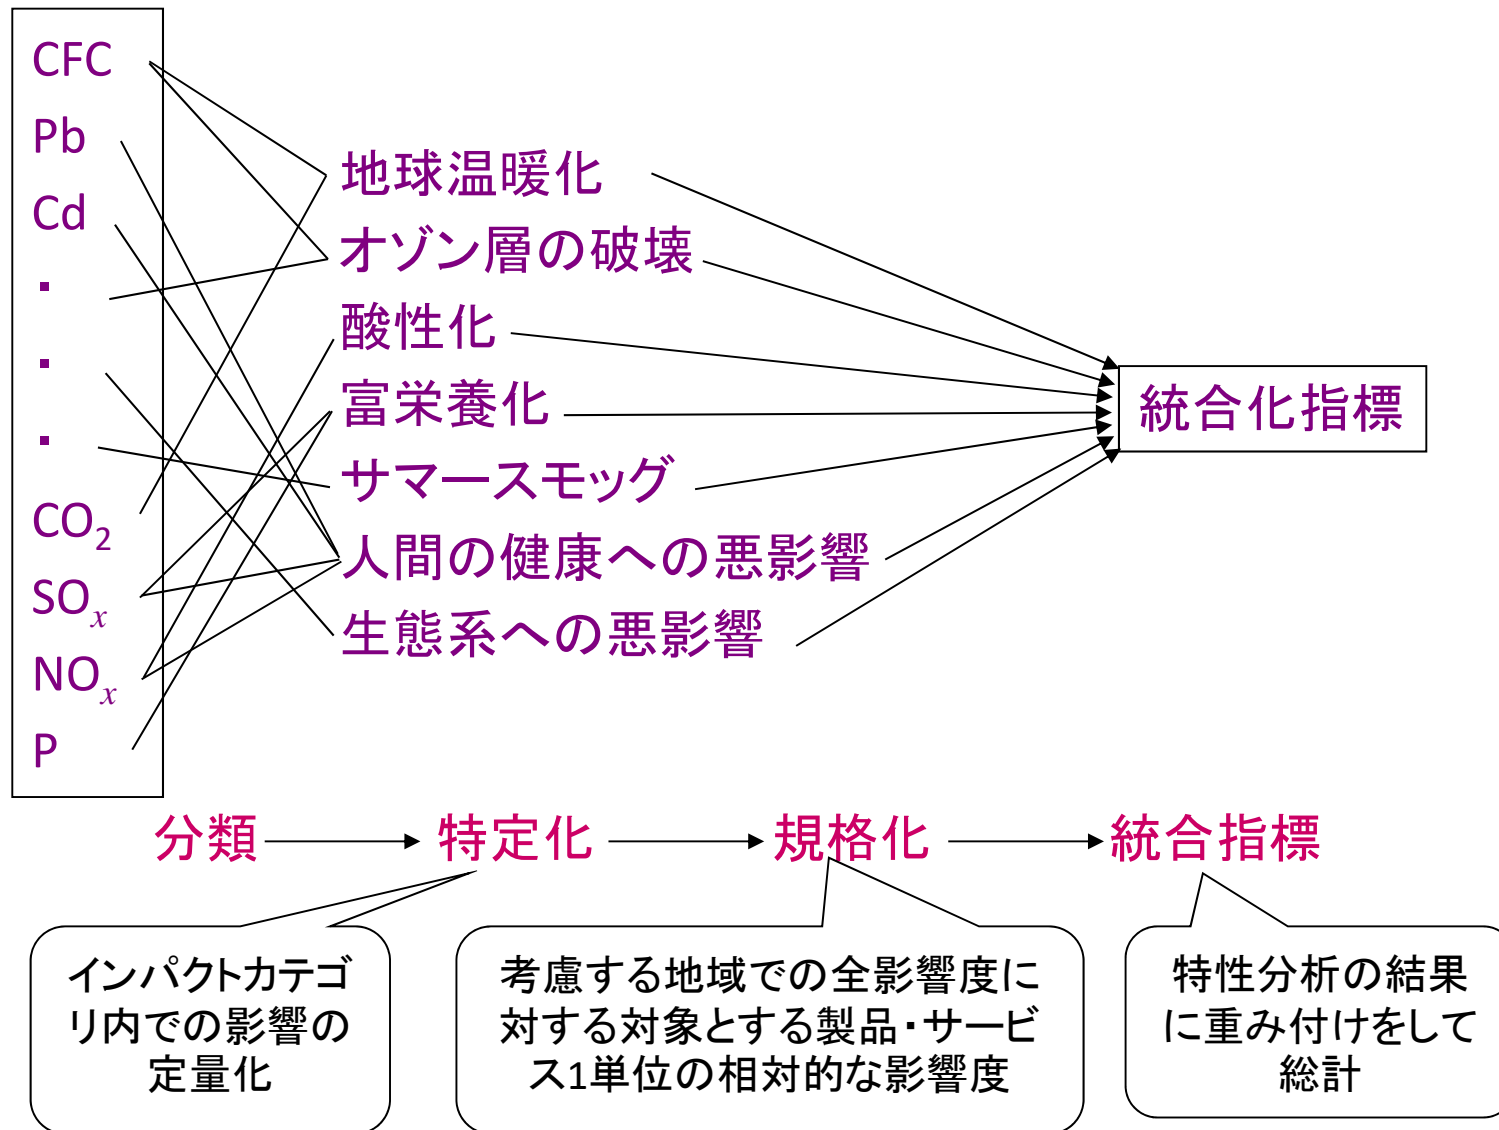 CFC
Pb
Cd
▪
▪
▪
CO₂
SOₓ
NOₓ
P
地球温暖化
オゾン層の破壊
酸性化
富栄養化
サマースモッグ
人間の健康への悪影響
生態系への悪影響
統合化指標
分類
特定化
規格化
統合指標
インパクトカテゴ
リ内での影響の
定量化
考慮する地域での全影響度に
対する対象とする製品・サービ
ス1単位の相対的な影響度
特性分析の結果
に重み付けをして
総計